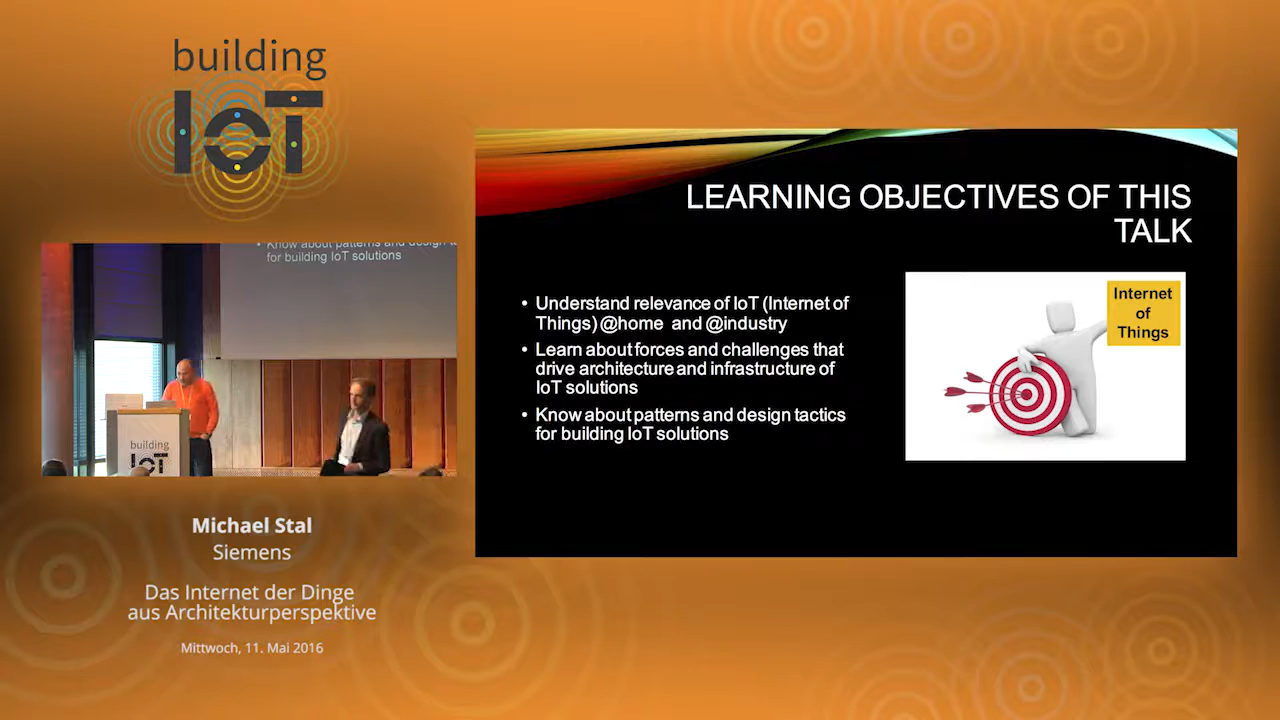 building
IoT
Know about patterns and design
for building IoT solutions
building
IoT
Michael Stal
Siemens
Das Internet der Dinge
aus Architekturperspektive
Mittwoch, 11. Mai 2016
LEARNING OBJECTIVES OF THIS
TALK
• Understand relevance of IoT (Internet of
Things) @home and @industry
• Learn about forces and challenges that
drive architecture and infrastructure of
IoT solutions
• Know about patterns and design tactics
for building IoT solutions
Internet
of
Things